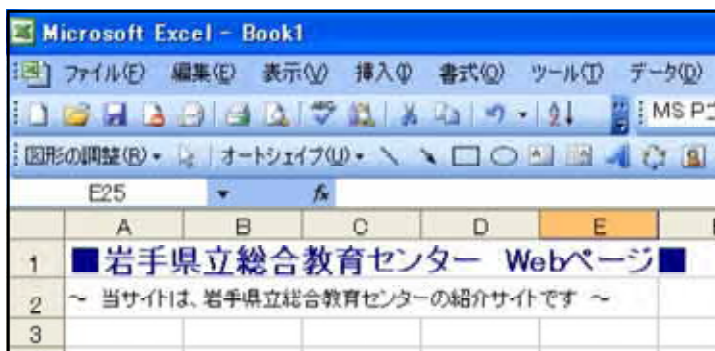 Microsoft Excel - Book1
ファイル(F) 編集(E) 表示(V) 挿入(I) 書式(O) ツール(T) データ(D)
MS P
図形の調整(R) オートシェイプ(U)
E25 fx
A B C D E
1 ■岩手県立総合教育センター Webページ■
2 ～ 当サイトは、岩手県立総合教育センターの紹介サイトです ～
3